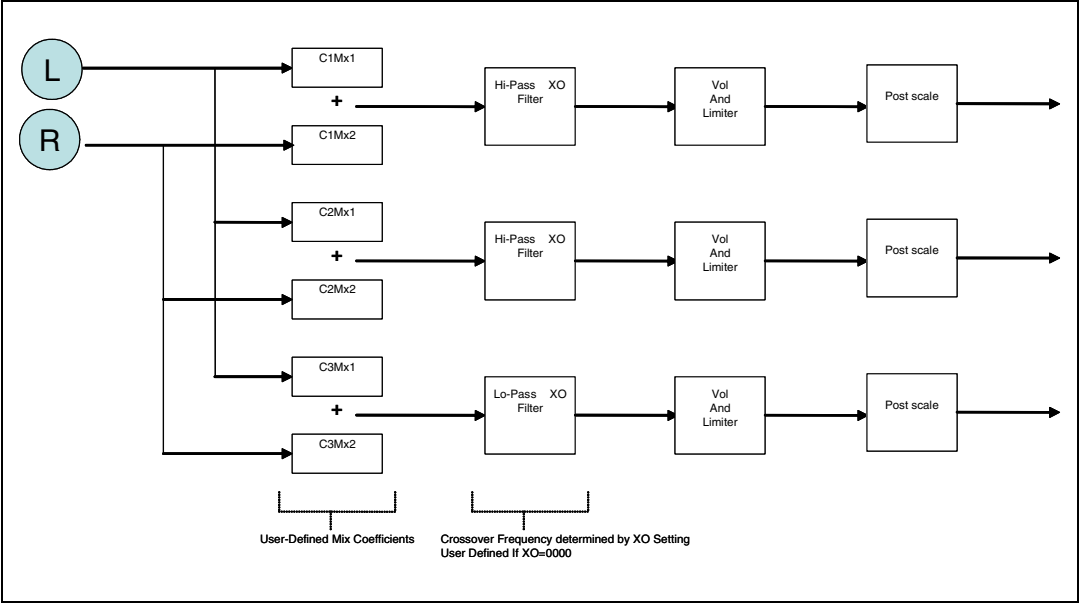 L
R
C1Mx1
+
C1Mx2
Hi-Pass XO
Filter
Vol
And
Limiter
Post scale
C2Mx1
+
C2Mx2
Hi-Pass XO
Filter
Vol
And
Limiter
Post scale
C3Mx1
+
C3Mx2
Lo-Pass XO
Filter
Vol
And
Limiter
Post scale
User-Defined Mix Coefficients
Crossover Frequency determined by XO Setting
User Defined If XO=0000